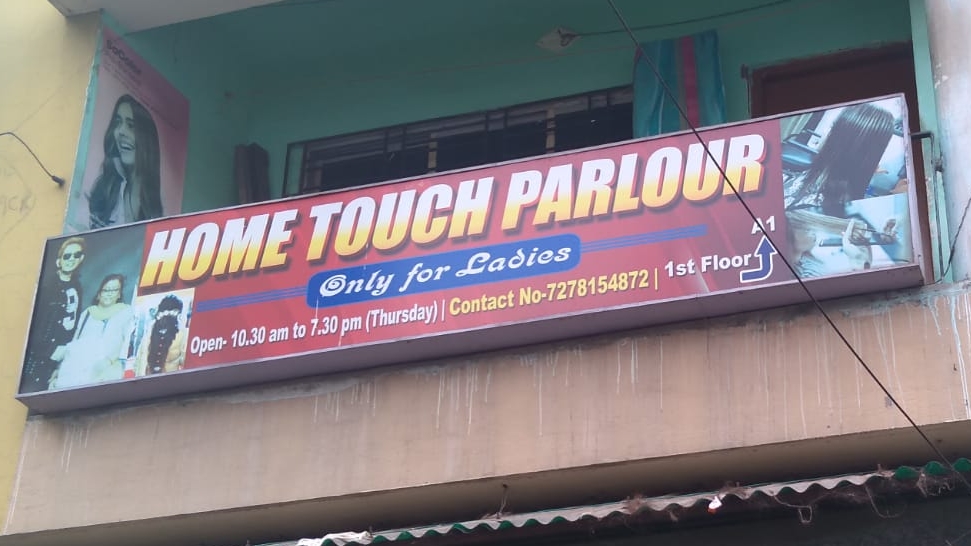 HOME TOUCH PARLOUR
Only for Ladies
Open- 10.30 am to 7.30 pm (Thursday) | Contact No-7278154872 | 1st Floor
A1